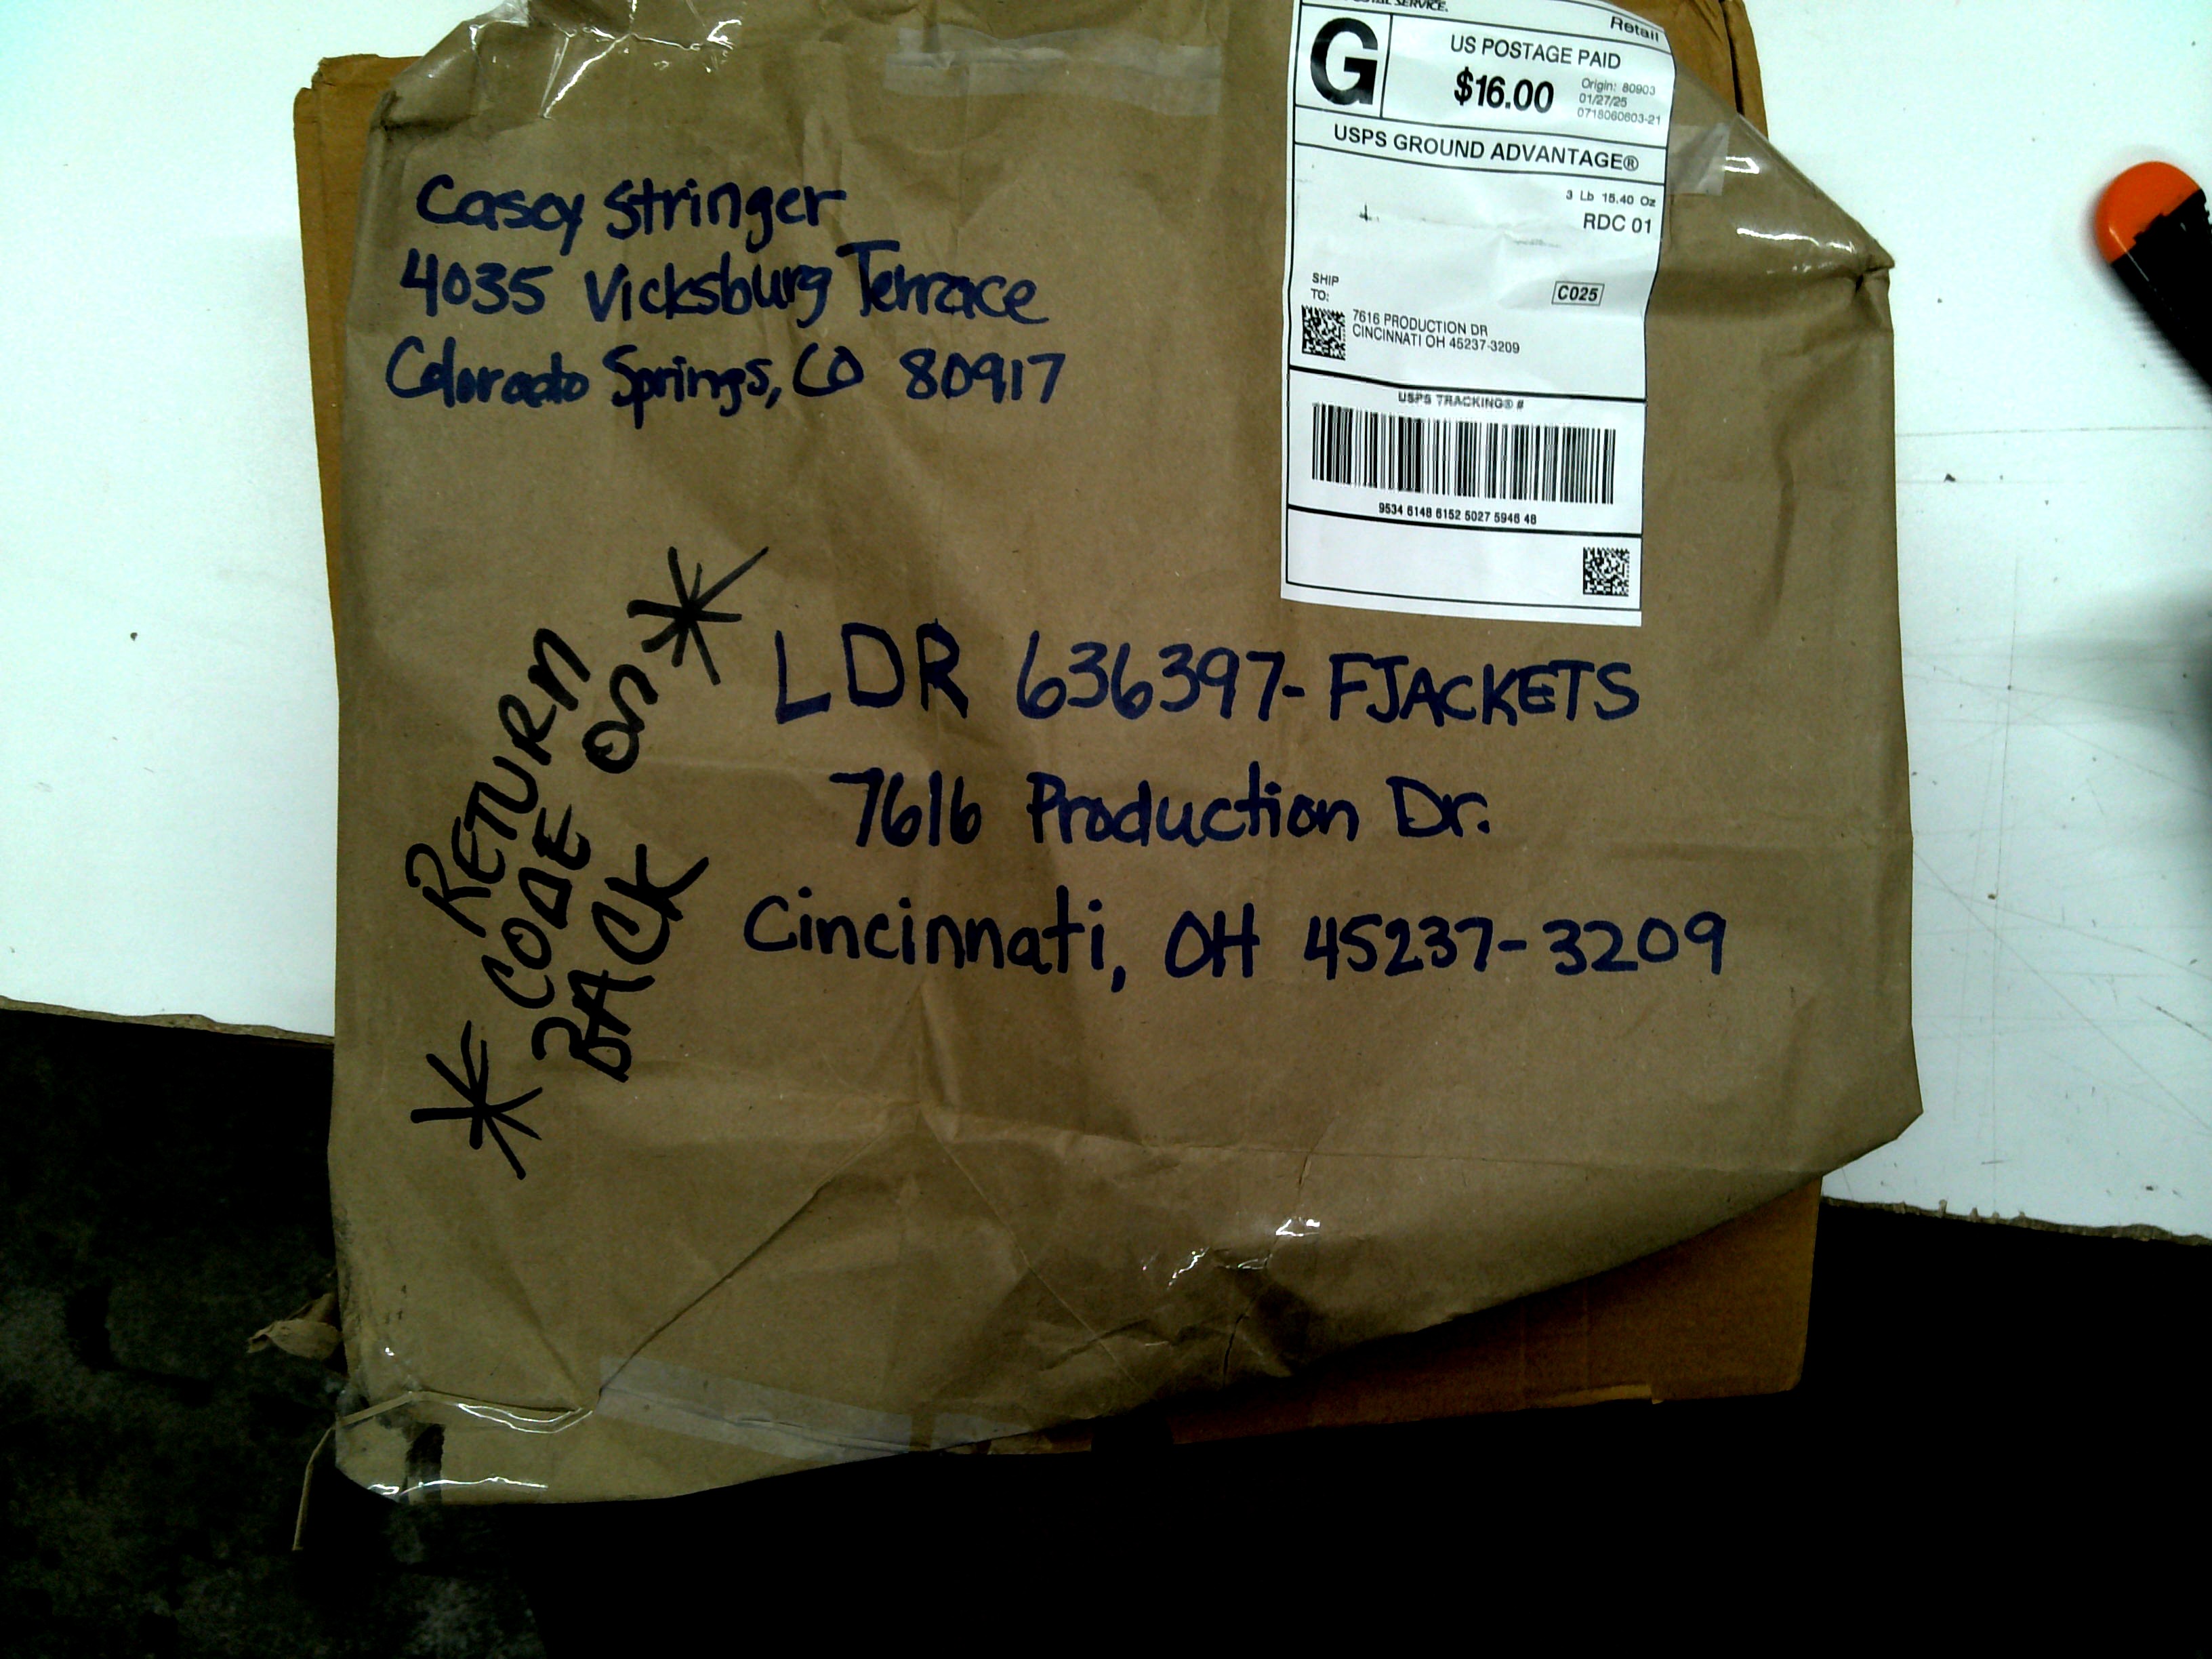 Casey Stringer
4035 Vicksburg Terrace
Colorado Springs, CO 80917
SERVICE.
Retail
G
US POSTAGE PAID
$16.00
Origin: 80903
01/27/25
0718060803-21
USPS GROUND ADVANTAGE®
3 Lb 15.40 Oz
RDC 01
C025
SHIP
TO:
7616 PRODUCTION DR
CINCINNATI OH 45237-3209
USPS TRACKING® #
9534 6148 6152 5027 5946 48
* RETURN
CODE ON *
BACK
LDR 636397-FJACKETS
7616 Production Dr.
Cincinnati, OH 45237-3209